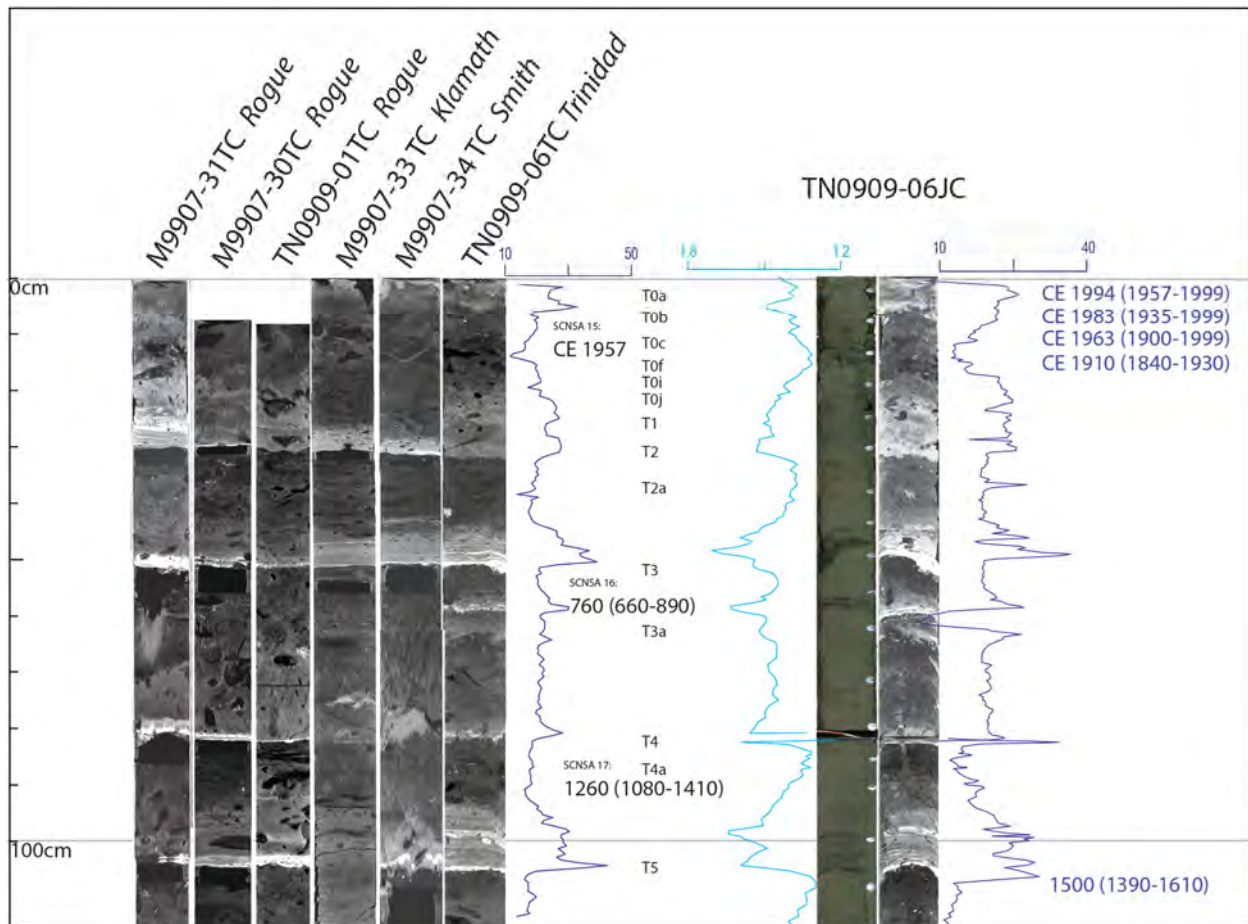 M9907-31TC Rogue
M9907-30TC Rogue
TN0909-01TC Rogue
M9907-33 TC Klamath
M9907-34 TC Smith
TN0909-06TC Trinidad
TN0909-06JC
10 50
1.8 1.2
10 40
0cm
T0a
T0b
T0c
T0f
T0i
T0j
T1
T2
T2a
T3
T3a
T4
T4a
T5
SCNSA 15:
CE 1957
SCNSA 16:
760 (660-890)
SCNSA 17:
1260 (1080-1410)
CE 1994 (1957-1999)
CE 1983 (1935-1999)
CE 1963 (1900-1999)
CE 1910 (1840-1930)
100cm
1500 (1390-1610)